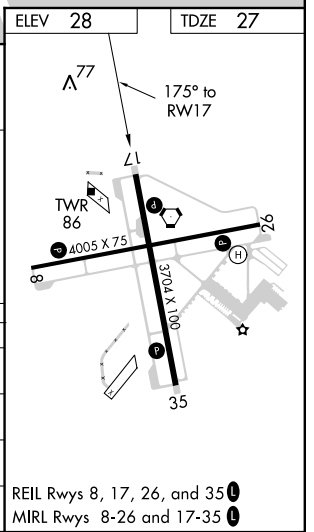 ELEV 28
TDZE 27
77
175° to
RW17
17
TWR
86
P
26
P
H
P 4005 X 75
8
3704 X 100
P
35
REIL Rwys 8, 17, 26, and 35 L
MIRL Rwys 8-26 and 17-35 L